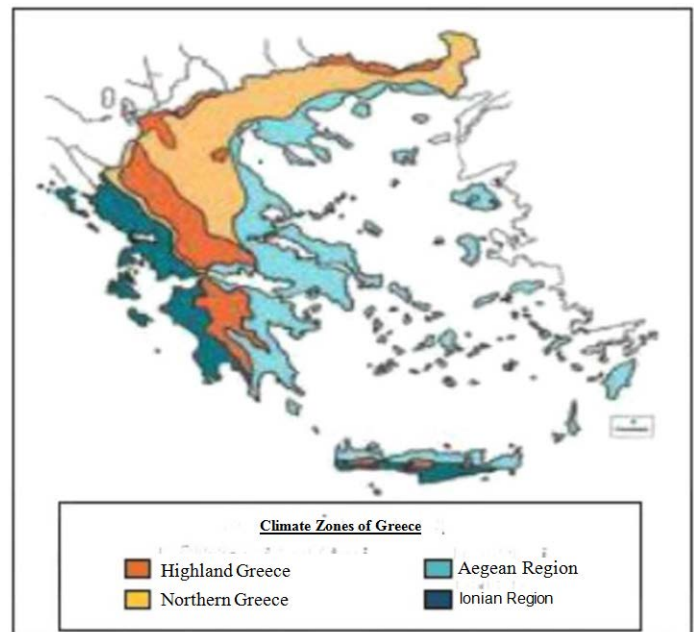 Climate Zones of Greece
Highland Greece
Aegean Region
Northern Greece
Ionian Region